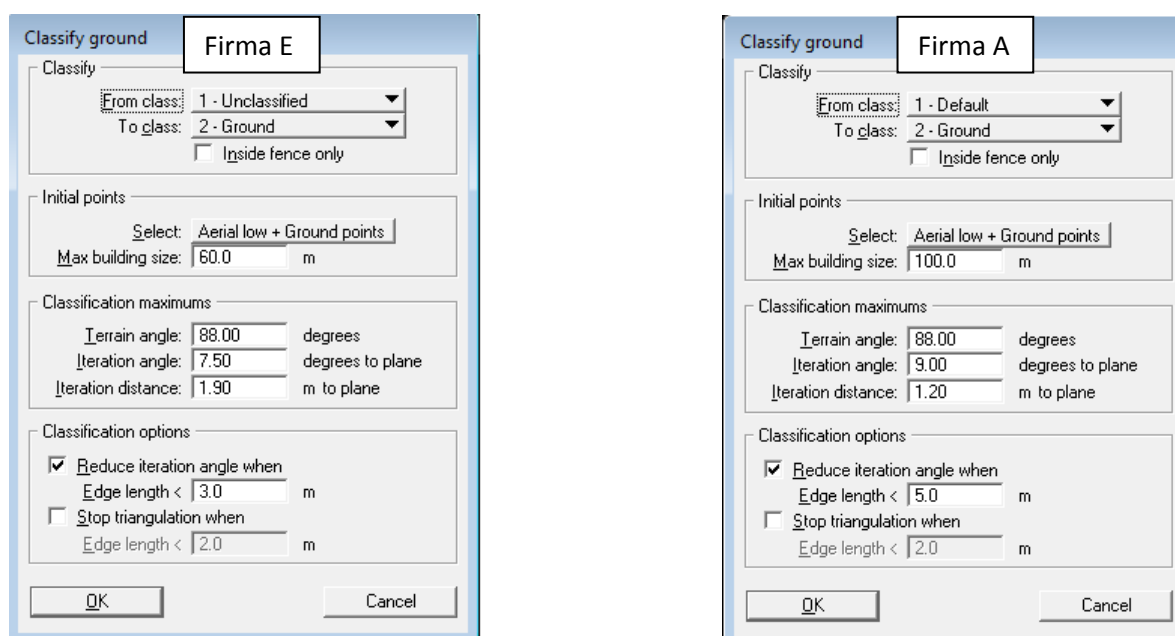 Classify ground
Firma E
Classify
From class: 1 - Unclassified
To class: 2 - Ground
Inside fence only
Initial points
Select: Aerial low + Ground points
Max building size: 60.0 m
Classification maximums
Terrain angle: 88.00 degrees
Iteration angle: 7.50 degrees to plane
Iteration distance: 1.90 m to plane
Classification options
Reduce iteration angle when
Edge length < 3.0 m
Stop triangulation when
Edge length < 2.0 m
OK Cancel
Classify ground
Firma A
Classify
From class: 1 - Default
To class: 2 - Ground
Inside fence only
Initial points
Select: Aerial low + Ground points
Max building size: 100.0 m
Classification maximums
Terrain angle: 88.00 degrees
Iteration angle: 9.00 degrees to plane
Iteration distance: 1.20 m to plane
Classification options
Reduce iteration angle when
Edge length < 5.0 m
Stop triangulation when
Edge length < 2.0 m
OK Cancel